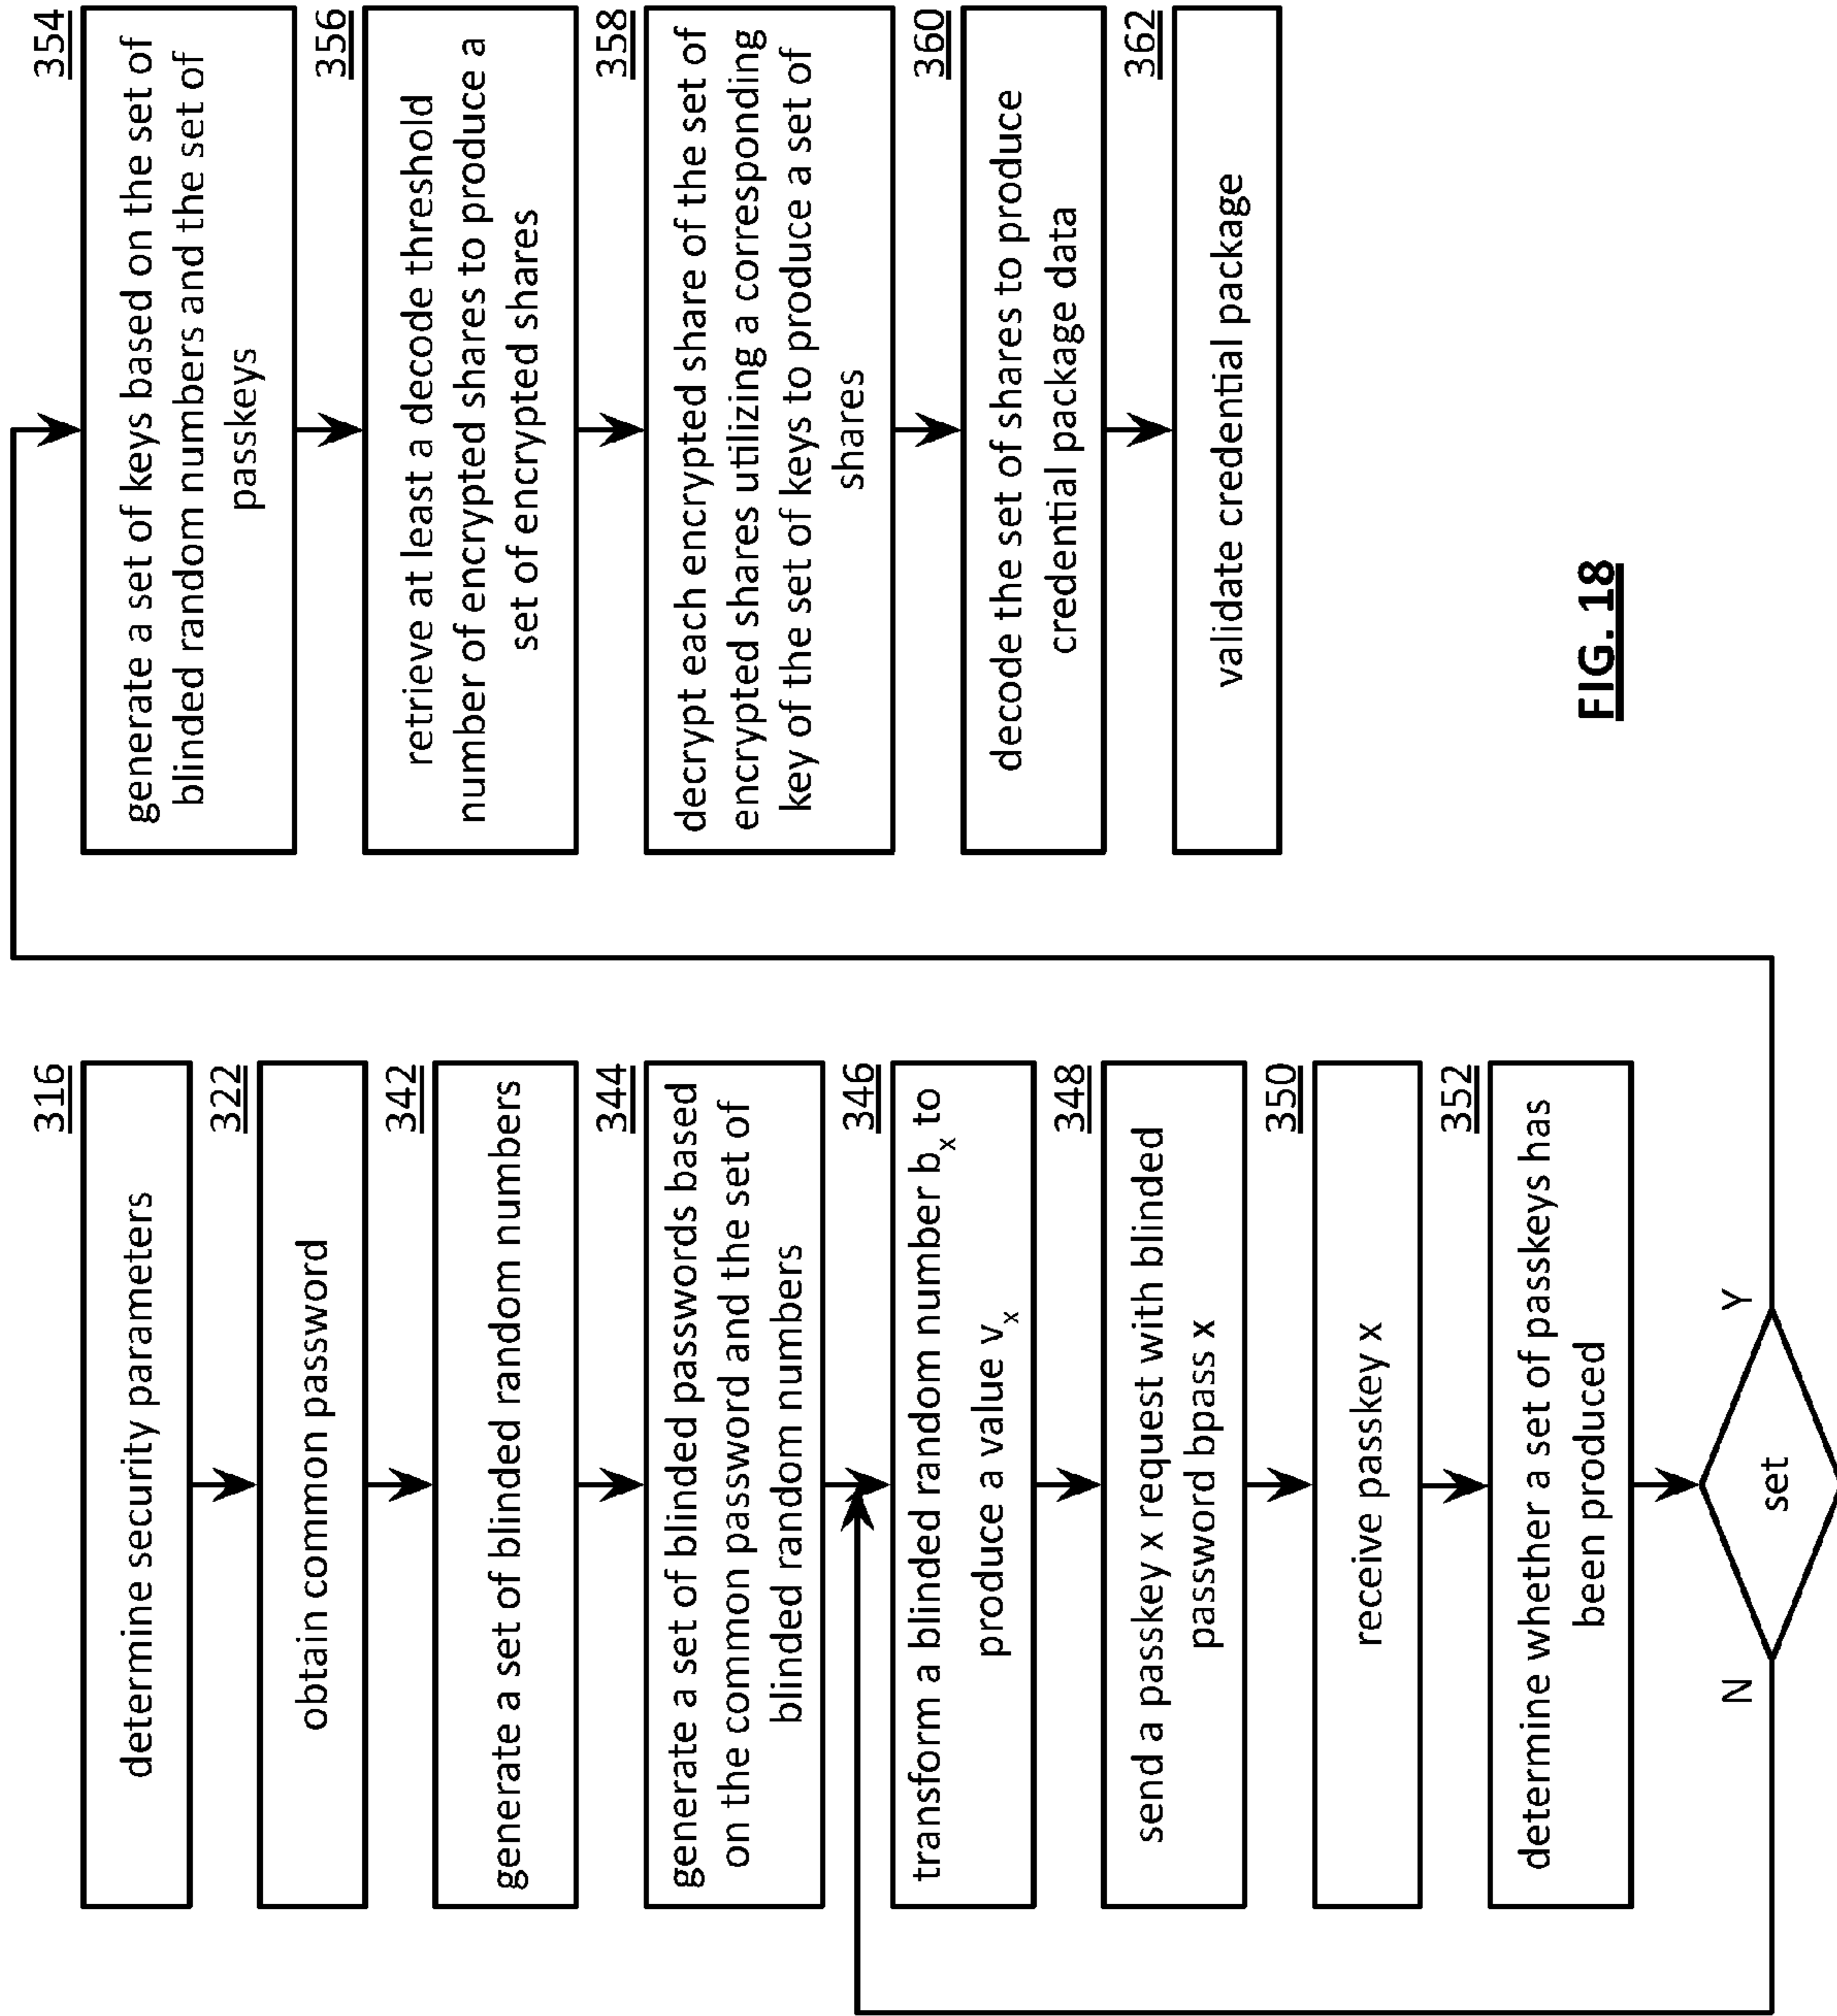 316
determine security parameters
322
obtain common password
342
generate a set of blinded random numbers
344
generate a set of blinded passwords based
on the common password and the set of
blinded random numbers
346
transform a blinded random number bₓ to
produce a value vₓ
348
send a passkey x request with blinded
password bpass x
350
receive passkey x
352
determine whether a set of passkeys has
been produced
N
set
Y
354
generate a set of keys based on the set of
blinded random numbers and the set of
passkeys
356
retrieve at least a decode threshold
number of encrypted shares to produce a
set of encrypted shares
358
decrypt each encrypted share of the set of
encrypted shares utilizing a corresponding
key of the set of keys to produce a set of
shares
360
decode the set of shares to produce
credential package data
362
validate credential package
FIG. 18